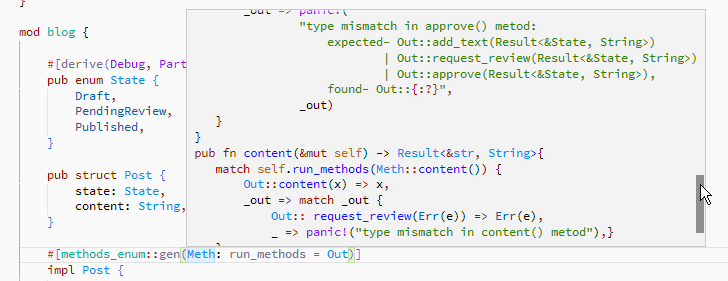 }
mod blog {
#[derive(Debug, Part
pub enum State {
Draft,
PendingReview,
Published,
}
pub struct Post {
state: State,
content: String,
}
#[methods_enum::gen(Meth: run_methods = Out)]
impl Post {
_out => panic!(
"type mismatch in approve() metod:
expected- Out::add_text(Result<&State, String>)
| Out::request_review(Result<&State, String>)
| Out::approve(Result<&State, String>),
found- Out::{:?}",
_out)
}
}
pub fn content(&mut self) -> Result<&str, String>{
match self.run_methods(Meth::content()) {
Out::content(x) => x,
_out => match _out {
Out:: request_review(Err(e)) => Err(e),
_ => panic!("type mismatch in content() metod"),}
}